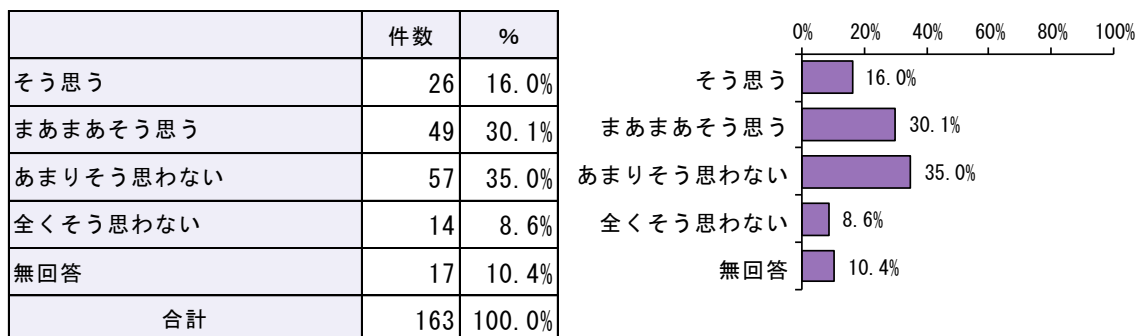 件数 %
そう思う 26 16.0%
まあまあそう思う 49 30.1%
あまりそう思わない 57 35.0%
全くそう思わない 14 8.6%
無回答 17 10.4%
合計 163 100.0%
0% 20% 40% 60% 80% 100%
そう思う 16.0%
まあまあそう思う 30.1%
あまりそう思わない 35.0%
全くそう思わない 8.6%
無回答 10.4%